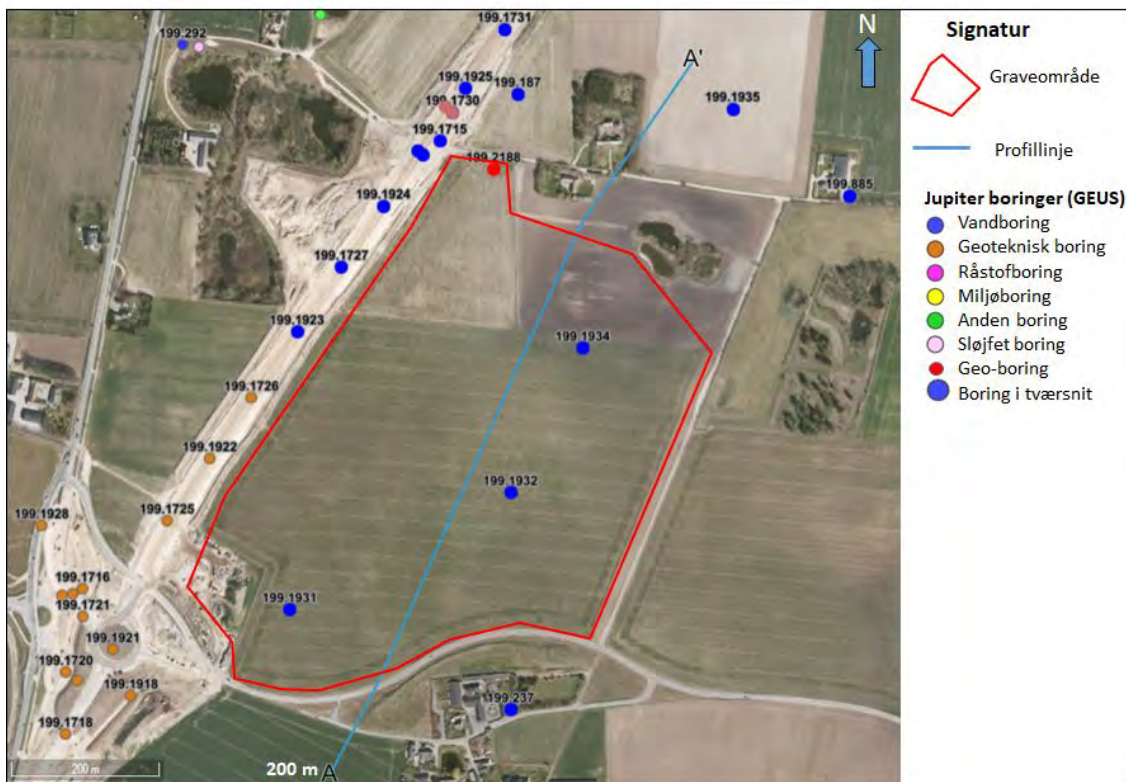 199.1731
199.292
N
A'
199.1925
199.187
199.1935
199.1730
199.1715
199.2188
199.885
199.1924
199.1727
199.1923
199.1934
199.1726
199.1922
199.1932
199.1725
199.1928
199.1716
199.1931
199.1721
199.1921
199.1720
199.1918
199.237
199.1718
200 m
200 m
A
Signatur
Graveområde
Profillinje
Jupiter boringer (GEUS)
Vandboring
Geoteknisk boring
Råstofboring
Miljøboring
Anden boring
Sløjfet boring
Geo-boring
Boring i tværsnit